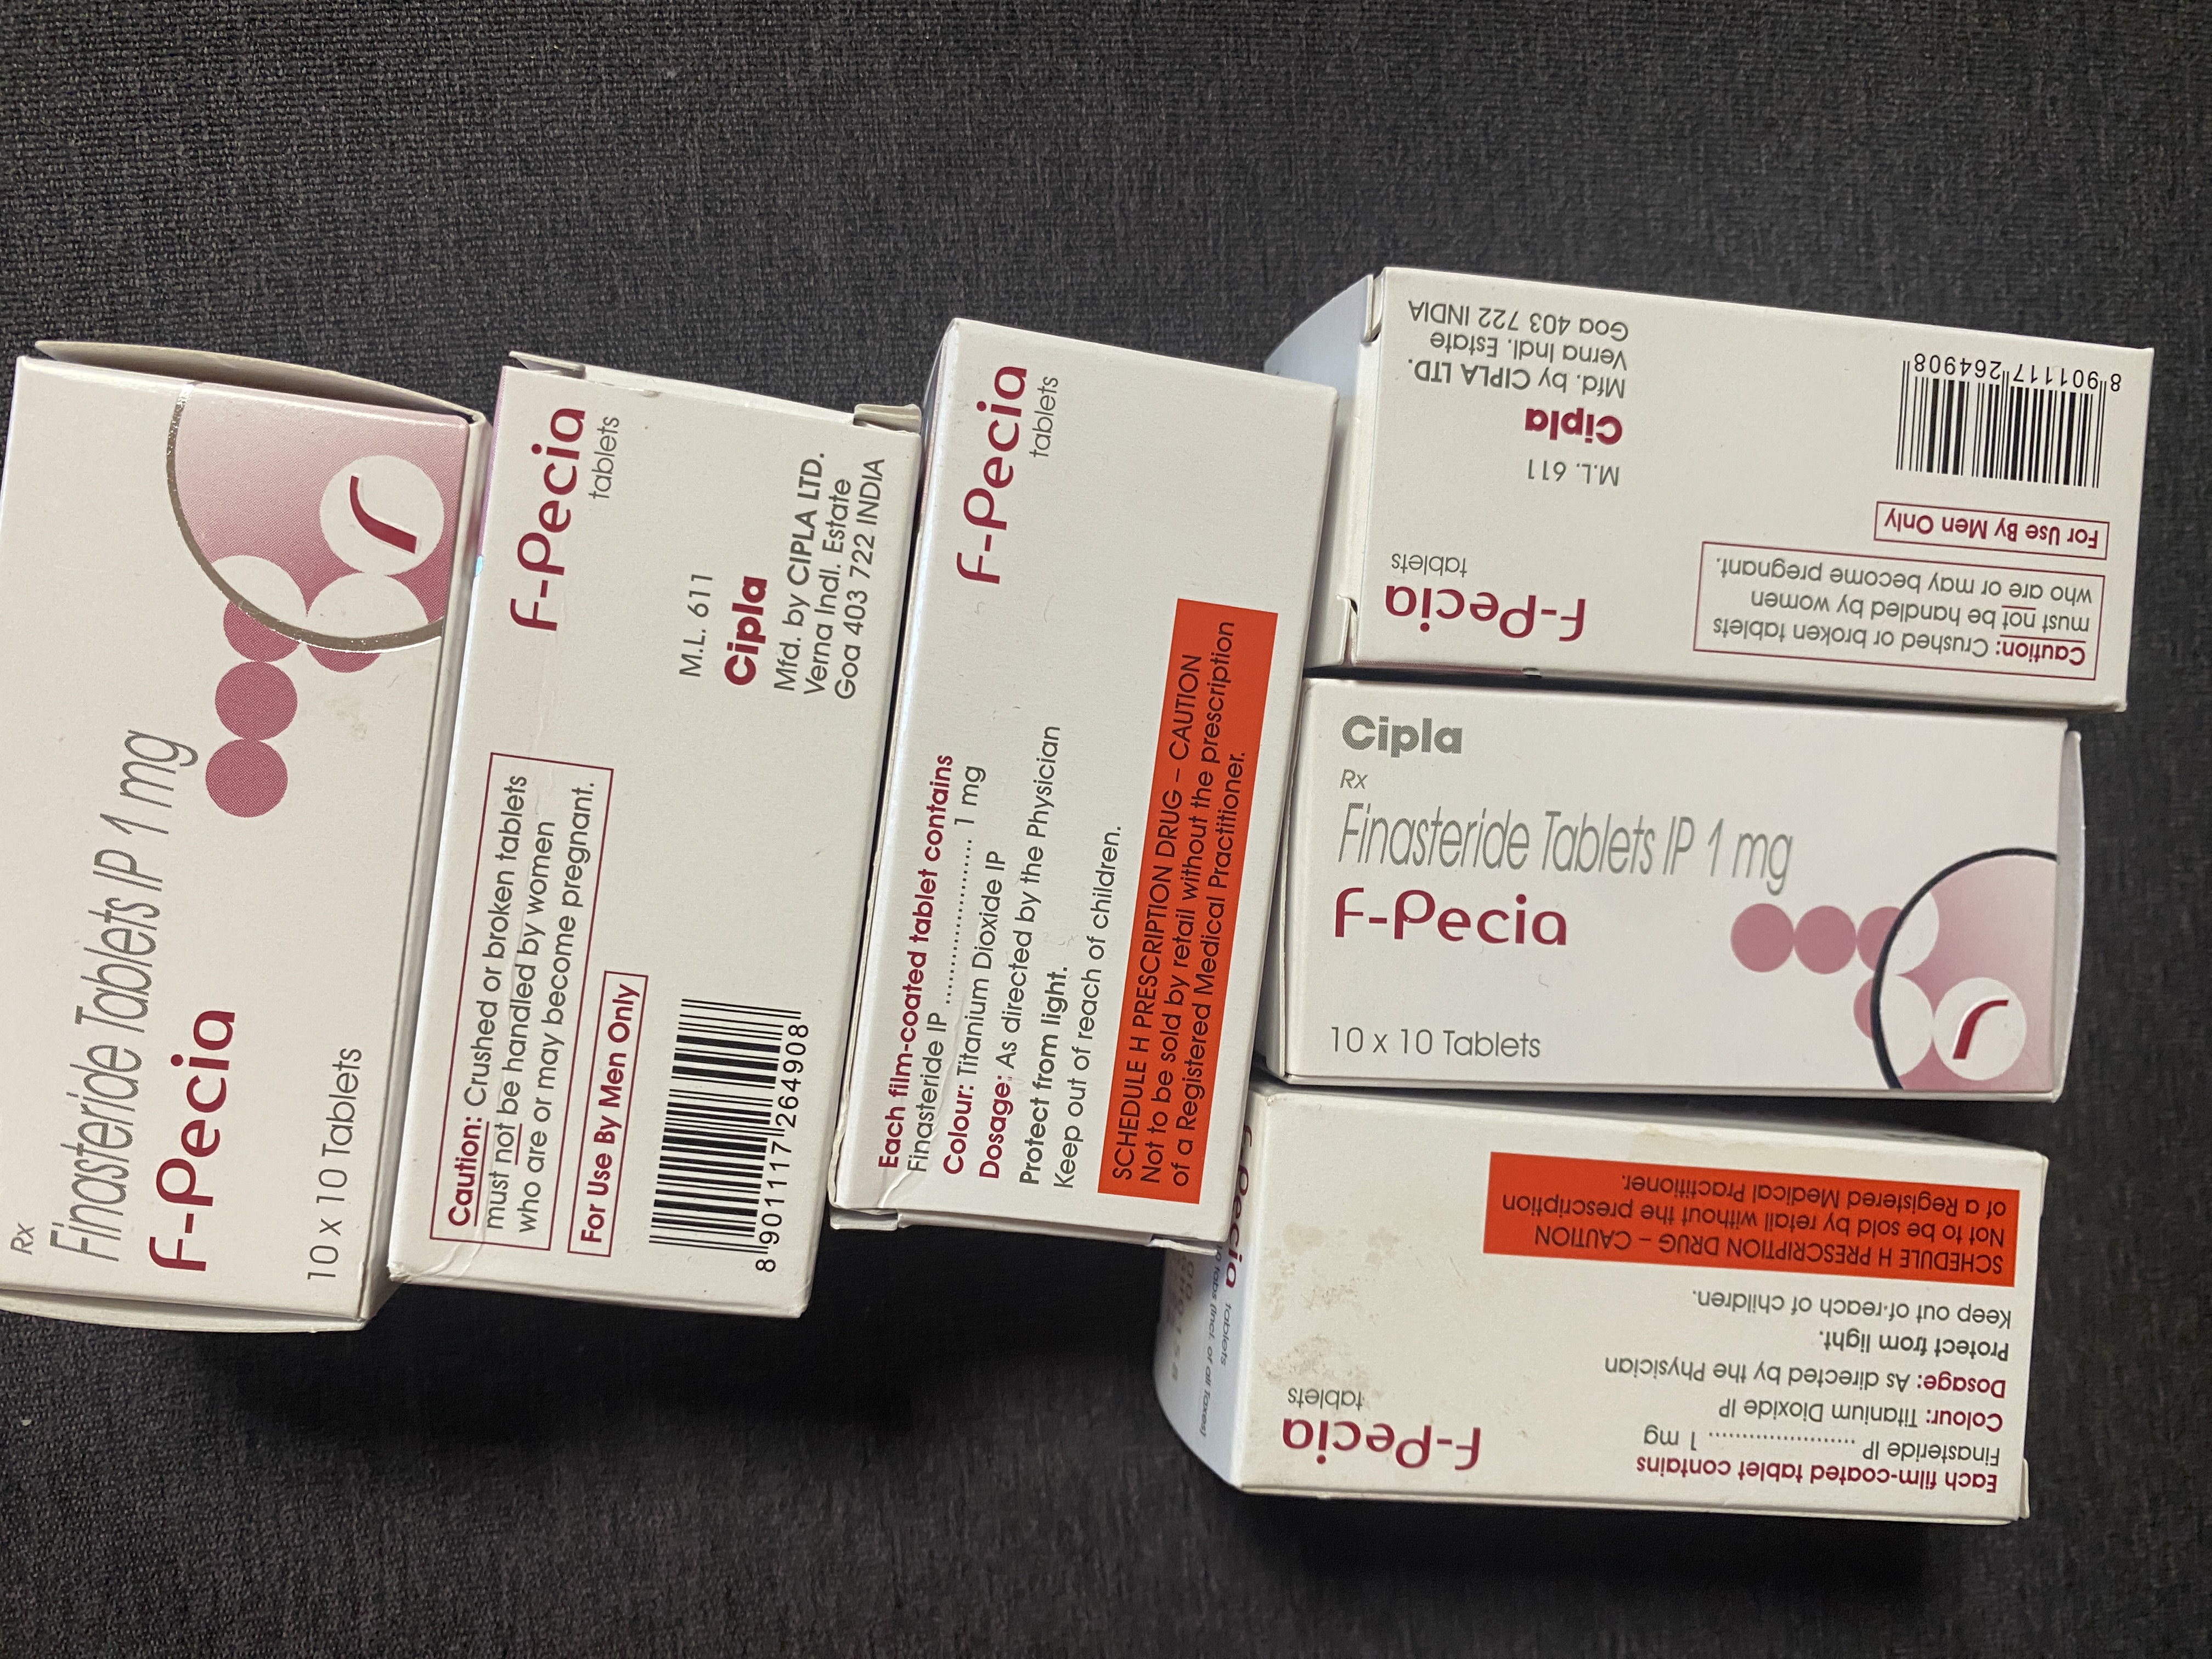 Rx
Finasteride Tablets IP 1 mg
F-Pecia
10 x 10 Tablets
F-Pecia
tablets
Caution: Crushed or broken tablets
must not be handled by women
who are or may become pregnant.
For Use By Men Only
M.L. 611
Cipla
Mfd. by CIPLA LTD.
Verna Indl. Estate
Goa 403 722 INDIA
8 901117 264908
F-Pecia
tablets
Each film-coated tablet contains
Finasteride IP ........................ 1 mg
Colour: Titanium Dioxide IP
Dosage: As directed by the Physician
Protect from light.
Keep out of reach of children.
SCHEDULE H PRESCRIPTION DRUG – CAUTION
Not to be sold by retail without the prescription
of a Registered Medical Practitioner.
F-Pecia
tablets
Caution: Crushed or broken tablets
must not be handled by women
who are or may become pregnant.
For Use By Men Only
M.L. 611
Cipla
Mfd. by CIPLA LTD.
Verna Indl. Estate
Goa 403 722 INDIA
8 901117 264908
Cipla
Rx
Finasteride Tablets IP 1 mg
F-Pecia
10 x 10 Tablets
F-Pecia
tablets
Each film-coated tablet contains
Finasteride IP ........................ 1 mg
Colour: Titanium Dioxide IP
Dosage: As directed by the Physician
Protect from light.
Keep out of reach of children.
SCHEDULE H PRESCRIPTION DRUG – CAUTION
Not to be sold by retail without the prescription
of a Registered Medical Practitioner.
F-Pecia tablets
tabs (Incl. of all taxes)